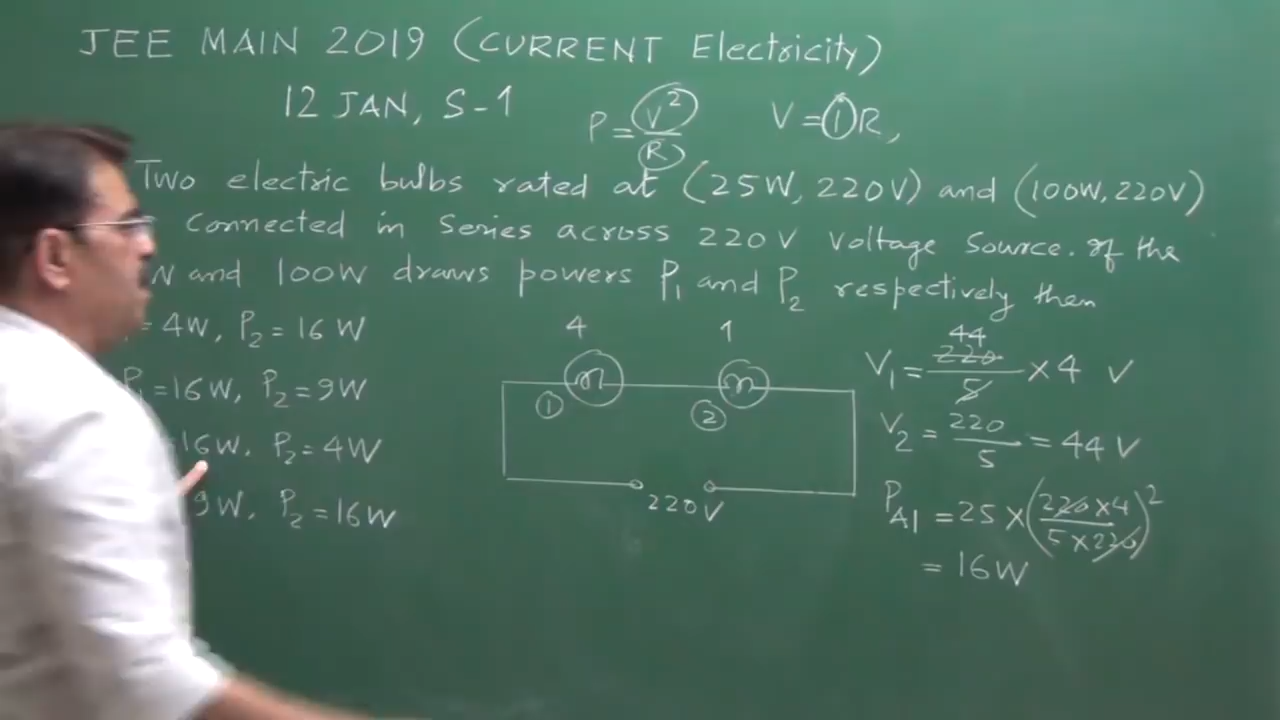 JEE MAIN 2019 (CURRENT Electricity)
12 JAN, S-1
P = V²/R V = IR,
Two electric bulbs rated at (25W, 220V) and (100W, 220V)
connected in series across 220V voltage source. of the
and 100W draws powers P₁ and P₂ respectively then
= 4W, P₂ = 16 W
P₁ = 16W, P₂ = 9W
16W, P₂ = 4W
9W, P₂ = 16W
4 1
① ②
220V
44
V₁ = 220/5 × 4 V
V₂ = 220/5 = 44 V
P_A1 = 25 × (220×4/5×220)²
= 16W